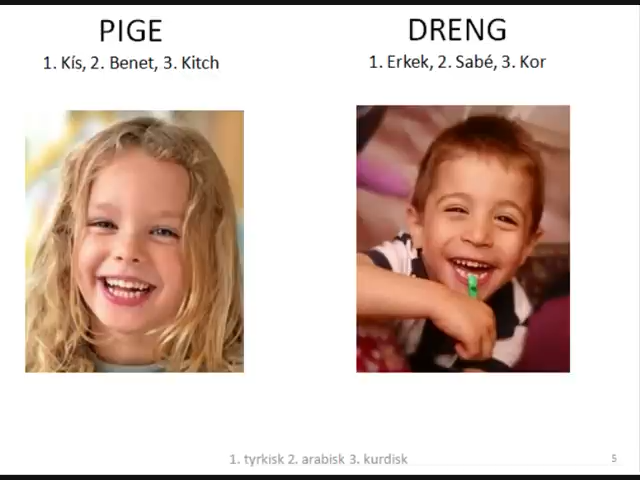 PIGE
1. Kís, 2. Benet, 3. Kitch
DRENG
1. Erkek, 2. Sabé, 3. Kor
1. tyrkisk 2. arabisk 3. kurdisk
5